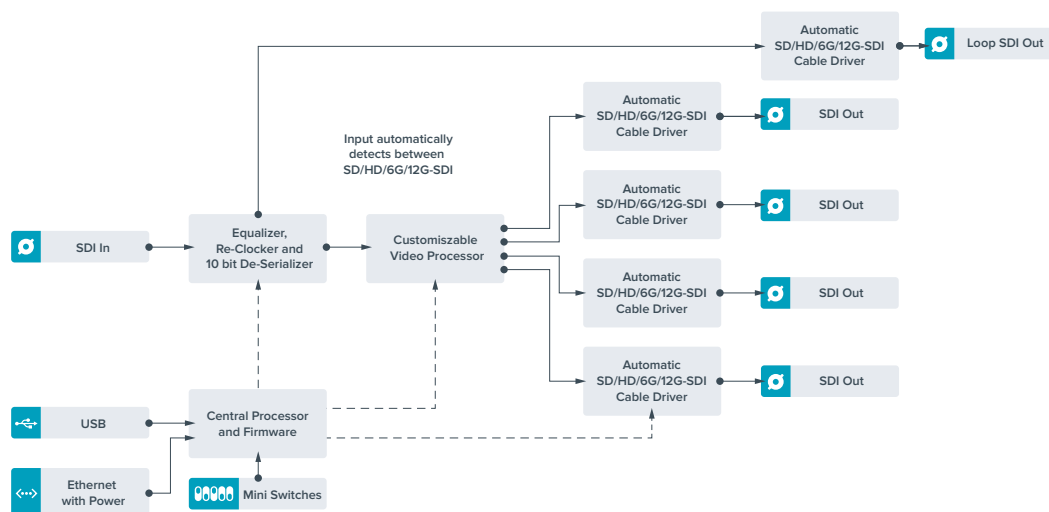 Automatic
SD/HD/6G/12G-SDI
Cable Driver
Loop SDI Out
Automatic
SD/HD/6G/12G-SDI
Cable Driver
SDI Out
Input automatically
detects between
SD/HD/6G/12G-SDI
Automatic
SD/HD/6G/12G-SDI
Cable Driver
SDI Out
SDI In
Equalizer,
Re-Clocker and
10 bit De-Serializer
Customiszable
Video Processor
Automatic
SD/HD/6G/12G-SDI
Cable Driver
SDI Out
Automatic
SD/HD/6G/12G-SDI
Cable Driver
SDI Out
USB
Central Processor
and Firmware
Ethernet
with Power
Mini Switches